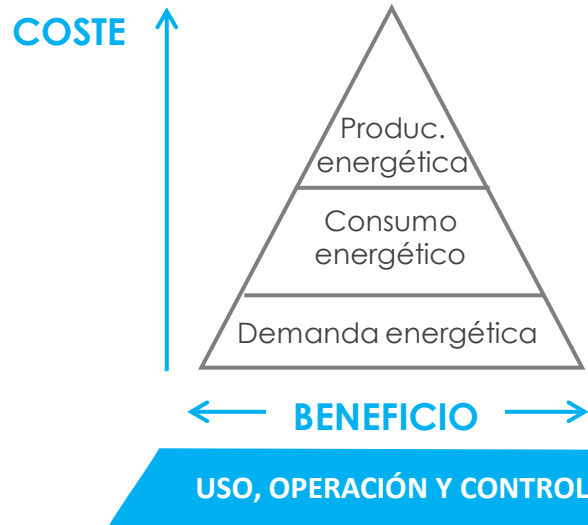 COSTE
Produc.
energética
Consumo
energético
Demanda energética
BENEFICIO
USO, OPERACIÓN Y CONTROL